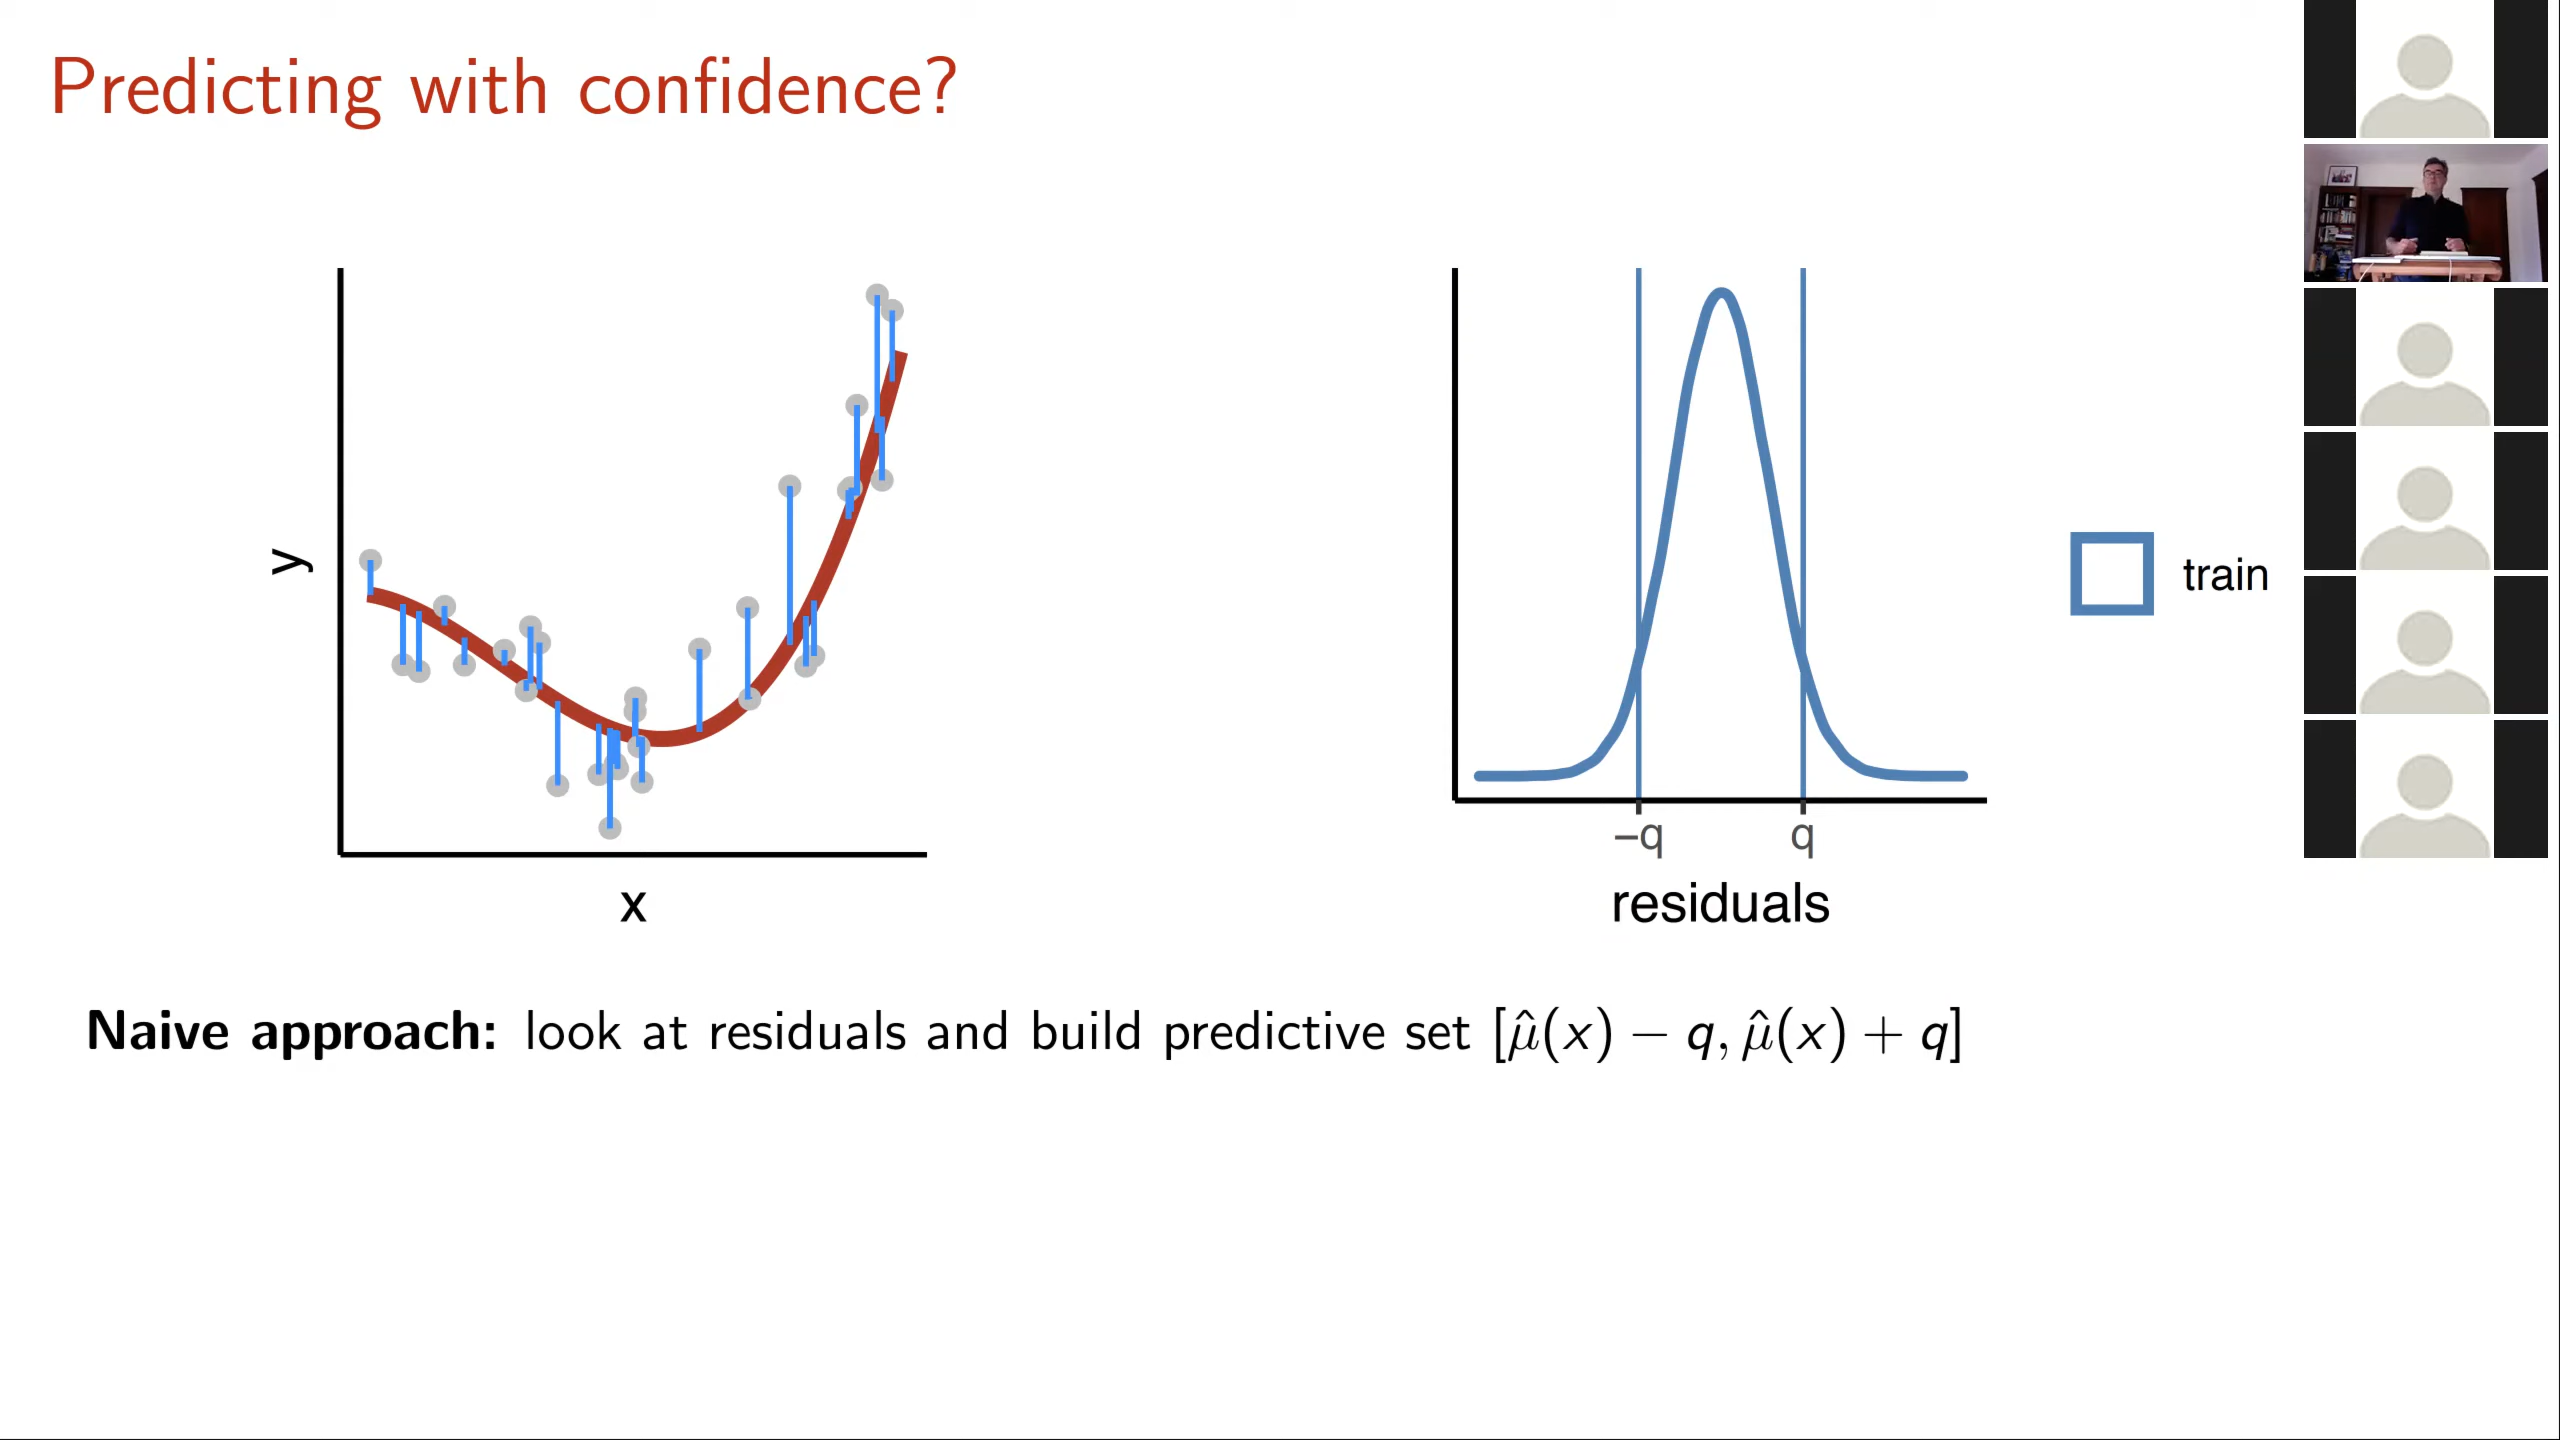 Predicting with confidence?
y
x
–q
q
residuals
train
Naive approach: look at residuals and build predictive set [μ̂(x) − q, μ̂(x) + q]